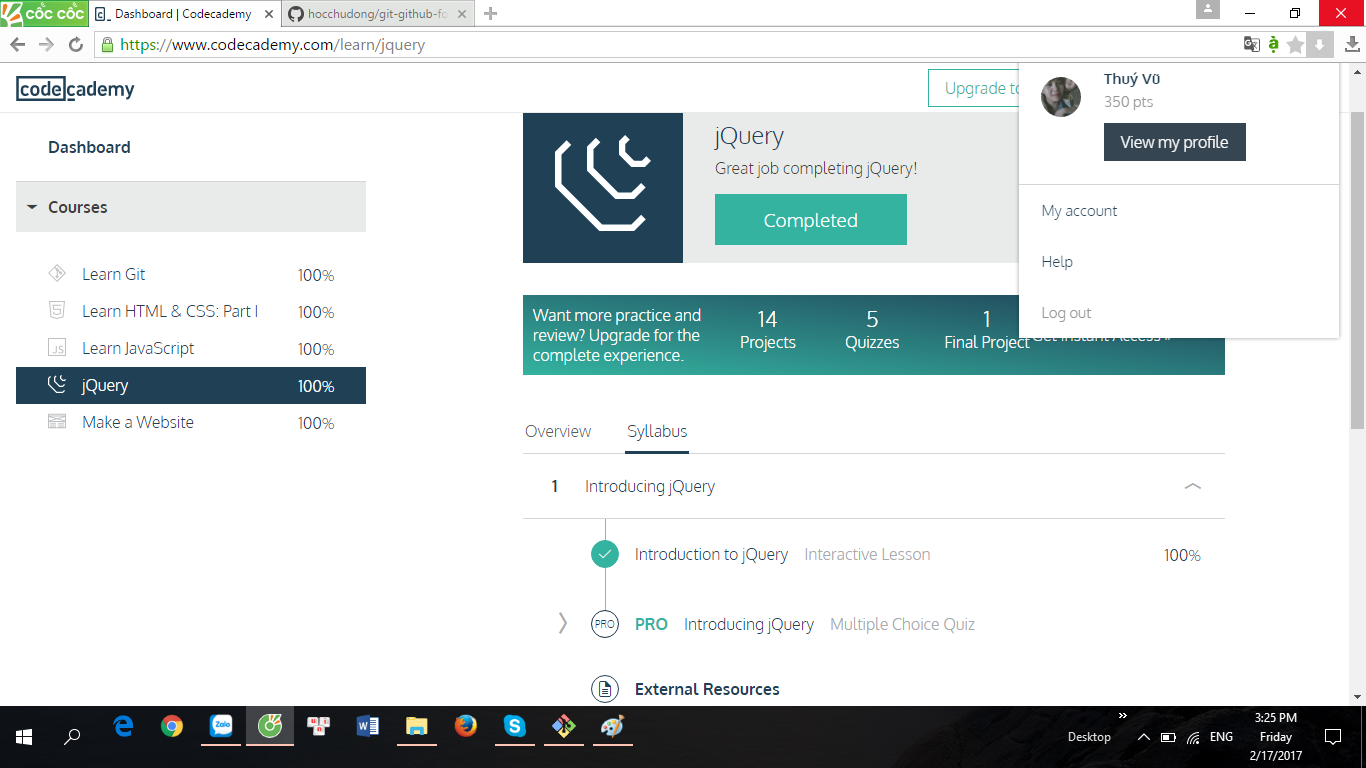 cốc cốc
Dashboard | Codecademy
hocchudong/git-github-fo
https://www.codecademy.com/learn/jquery
codecademy
Upgrade to
Thuý Vũ
350 pts
View my profile
My account
Help
Log out
Dashboard
Courses
Learn Git 100%
Learn HTML & CSS: Part I 100%
Learn JavaScript 100%
jQuery 100%
Make a Website 100%
jQuery
Great job completing jQuery!
Completed
Want more practice and
review? Upgrade for the
complete experience.
14
Projects
5
Quizzes
1
Final Project
Get Instant Access »
Overview Syllabus
1 Introducing jQuery
Introduction to jQuery Interactive Lesson 100%
PRO PRO Introducing jQuery Multiple Choice Quiz
External Resources
Zalo
Desktop
ENG
3:25 PM
Friday
2/17/2017